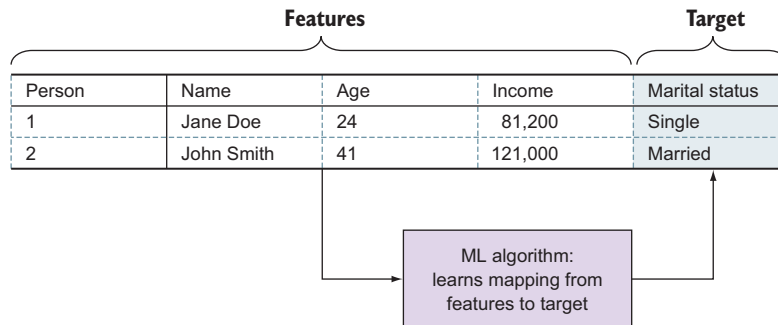 Features Target
Person Name Age Income Marital status
1 Jane Doe 24 81,200 Single
2 John Smith 41 121,000 Married
ML algorithm:
learns mapping from
features to target